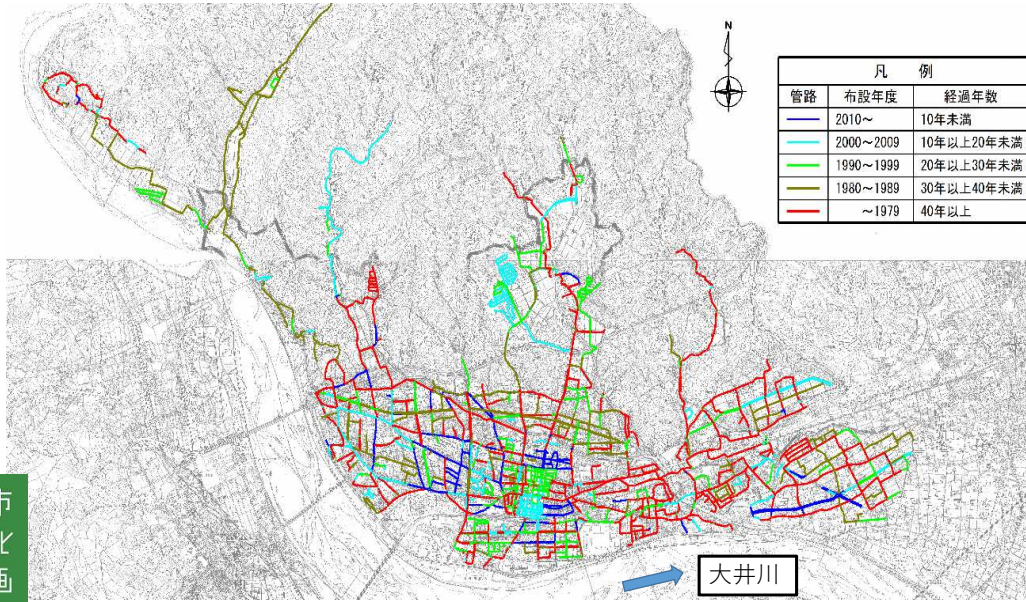 N
凡 例
管路 布設年度 経過年数
2010～ 10年未満
2000～2009 10年以上20年未満
1990～1999 20年以上30年未満
1980～1989 30年以上40年未満
～1979 40年以上
市
化
画
大井川